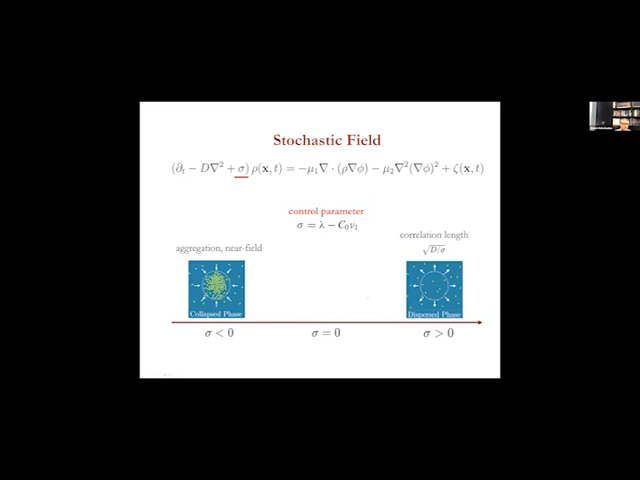 Stochastic Field
(∂ₜ − D∇² + σ) ρ(x, t) = −μ₁∇ · (ρ∇ϕ) − μ₂∇²(∇ϕ)² + ζ(x, t)
control parameter
σ = λ − C₀ν₁
correlation length
√D/σ
aggregation, near-field
Collapsed Phase
Dispersed Phase
σ < 0
σ = 0
σ > 0